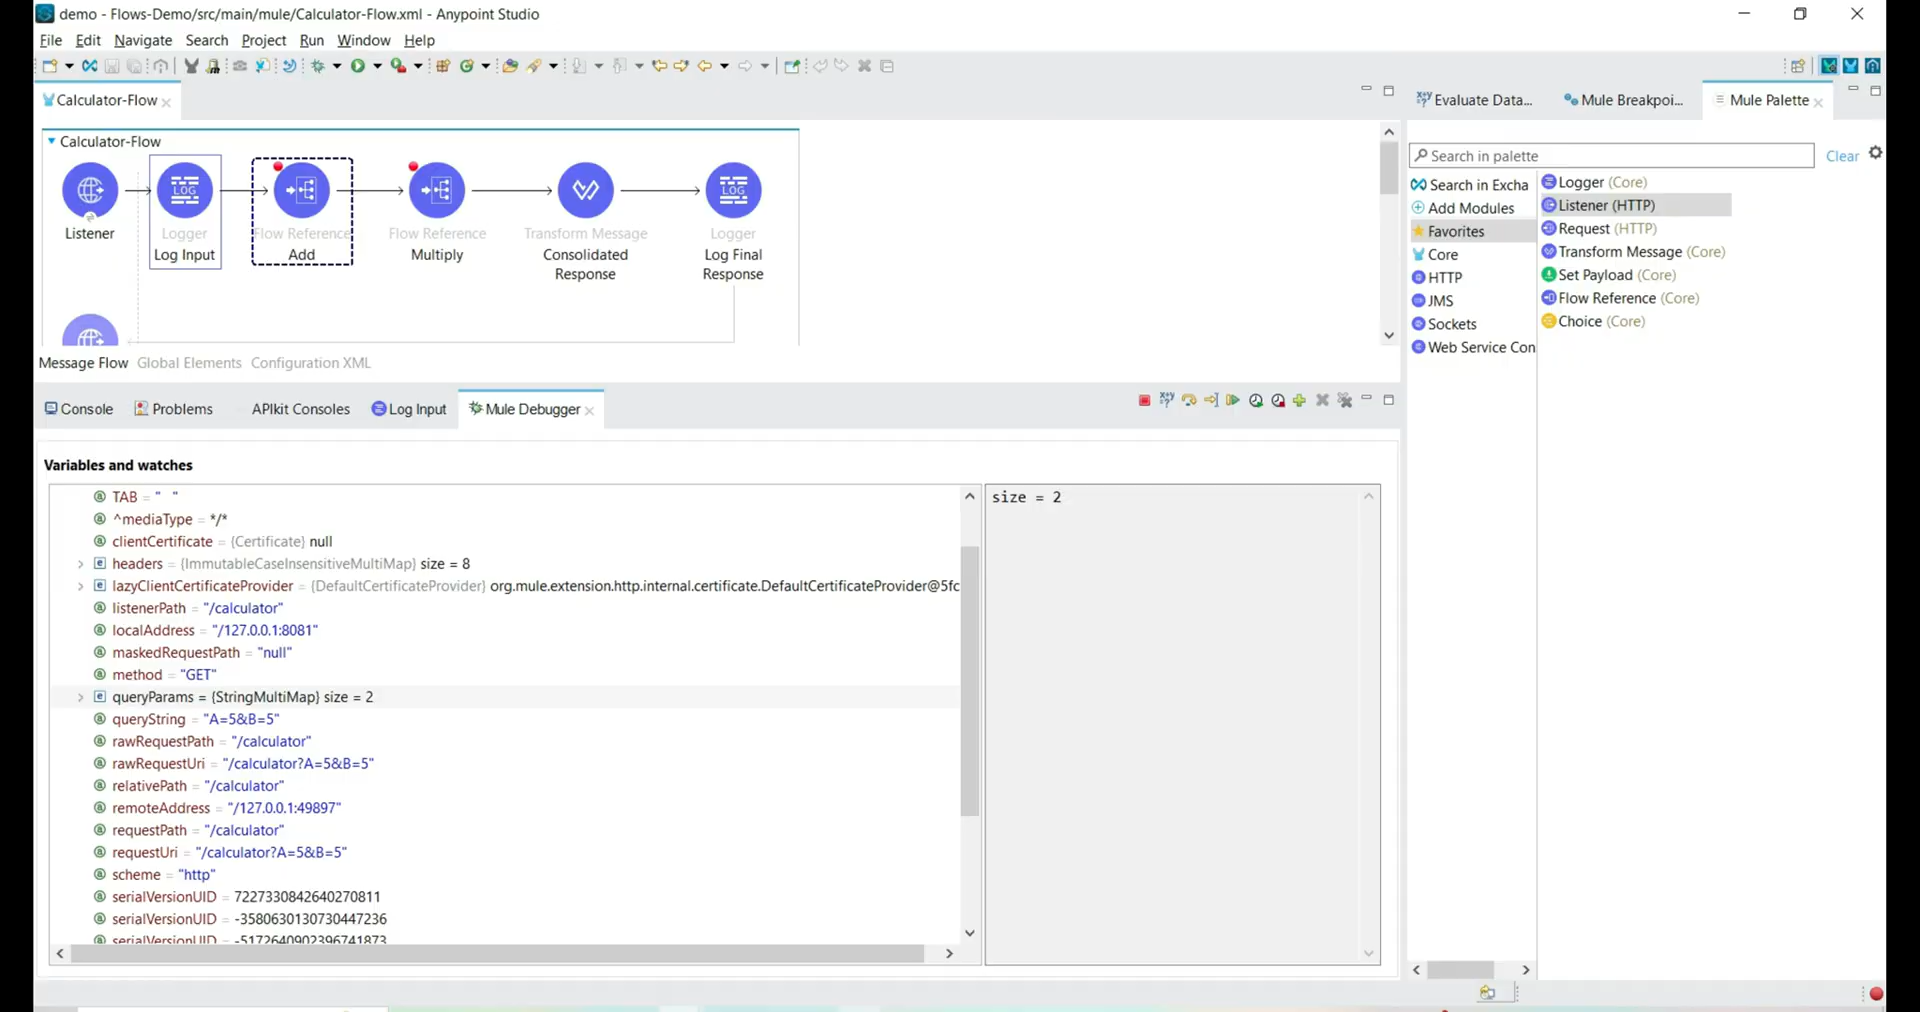 demo - Flows-Demo/src/main/mule/Calculator-Flow.xml - Anypoint Studio
File Edit Navigate Search Project Run Window Help
Calculator-Flow
Evaluate Data... Mule Breakpoi... Mule Palette
Calculator-Flow
Search in palette Clear
Listener
Logger
Log Input
Flow Reference
Add
Flow Reference
Multiply
Transform Message
Consolidated
Response
Logger
Log Final
Response
LOG
LOG
Search in Excha
Add Modules
Favorites
Core
HTTP
JMS
Sockets
Web Service Con
Logger (Core)
Listener (HTTP)
Request (HTTP)
Transform Message (Core)
Set Payload (Core)
Flow Reference (Core)
Choice (Core)
Message Flow Global Elements Configuration XML
Console Problems APIkit Consoles Log Input Mule Debugger
Variables and watches
TAB = " "
^mediaType = */*
clientCertificate = {Certificate} null
headers = {ImmutableCaseInsensitiveMultiMap} size = 8
lazyClientCertificateProvider = {DefaultCertificateProvider} org.mule.extension.http.internal.certificate.DefaultCertificateProvider@5fc
listenerPath = "/calculator"
localAddress = "/127.0.0.1:8081"
maskedRequestPath = "null"
method = "GET"
queryParams = {StringMultiMap} size = 2
queryString = "A=5&B=5"
rawRequestPath = "/calculator"
rawRequestUri = "/calculator?A=5&B=5"
relativePath = "/calculator"
remoteAddress = "/127.0.0.1:49897"
requestPath = "/calculator"
requestUri = "/calculator?A=5&B=5"
scheme = "http"
serialVersionUID = 7227330842640270811
serialVersionUID = -3580630130730447236
serialVersionUID = -5172640902396741873
size = 2